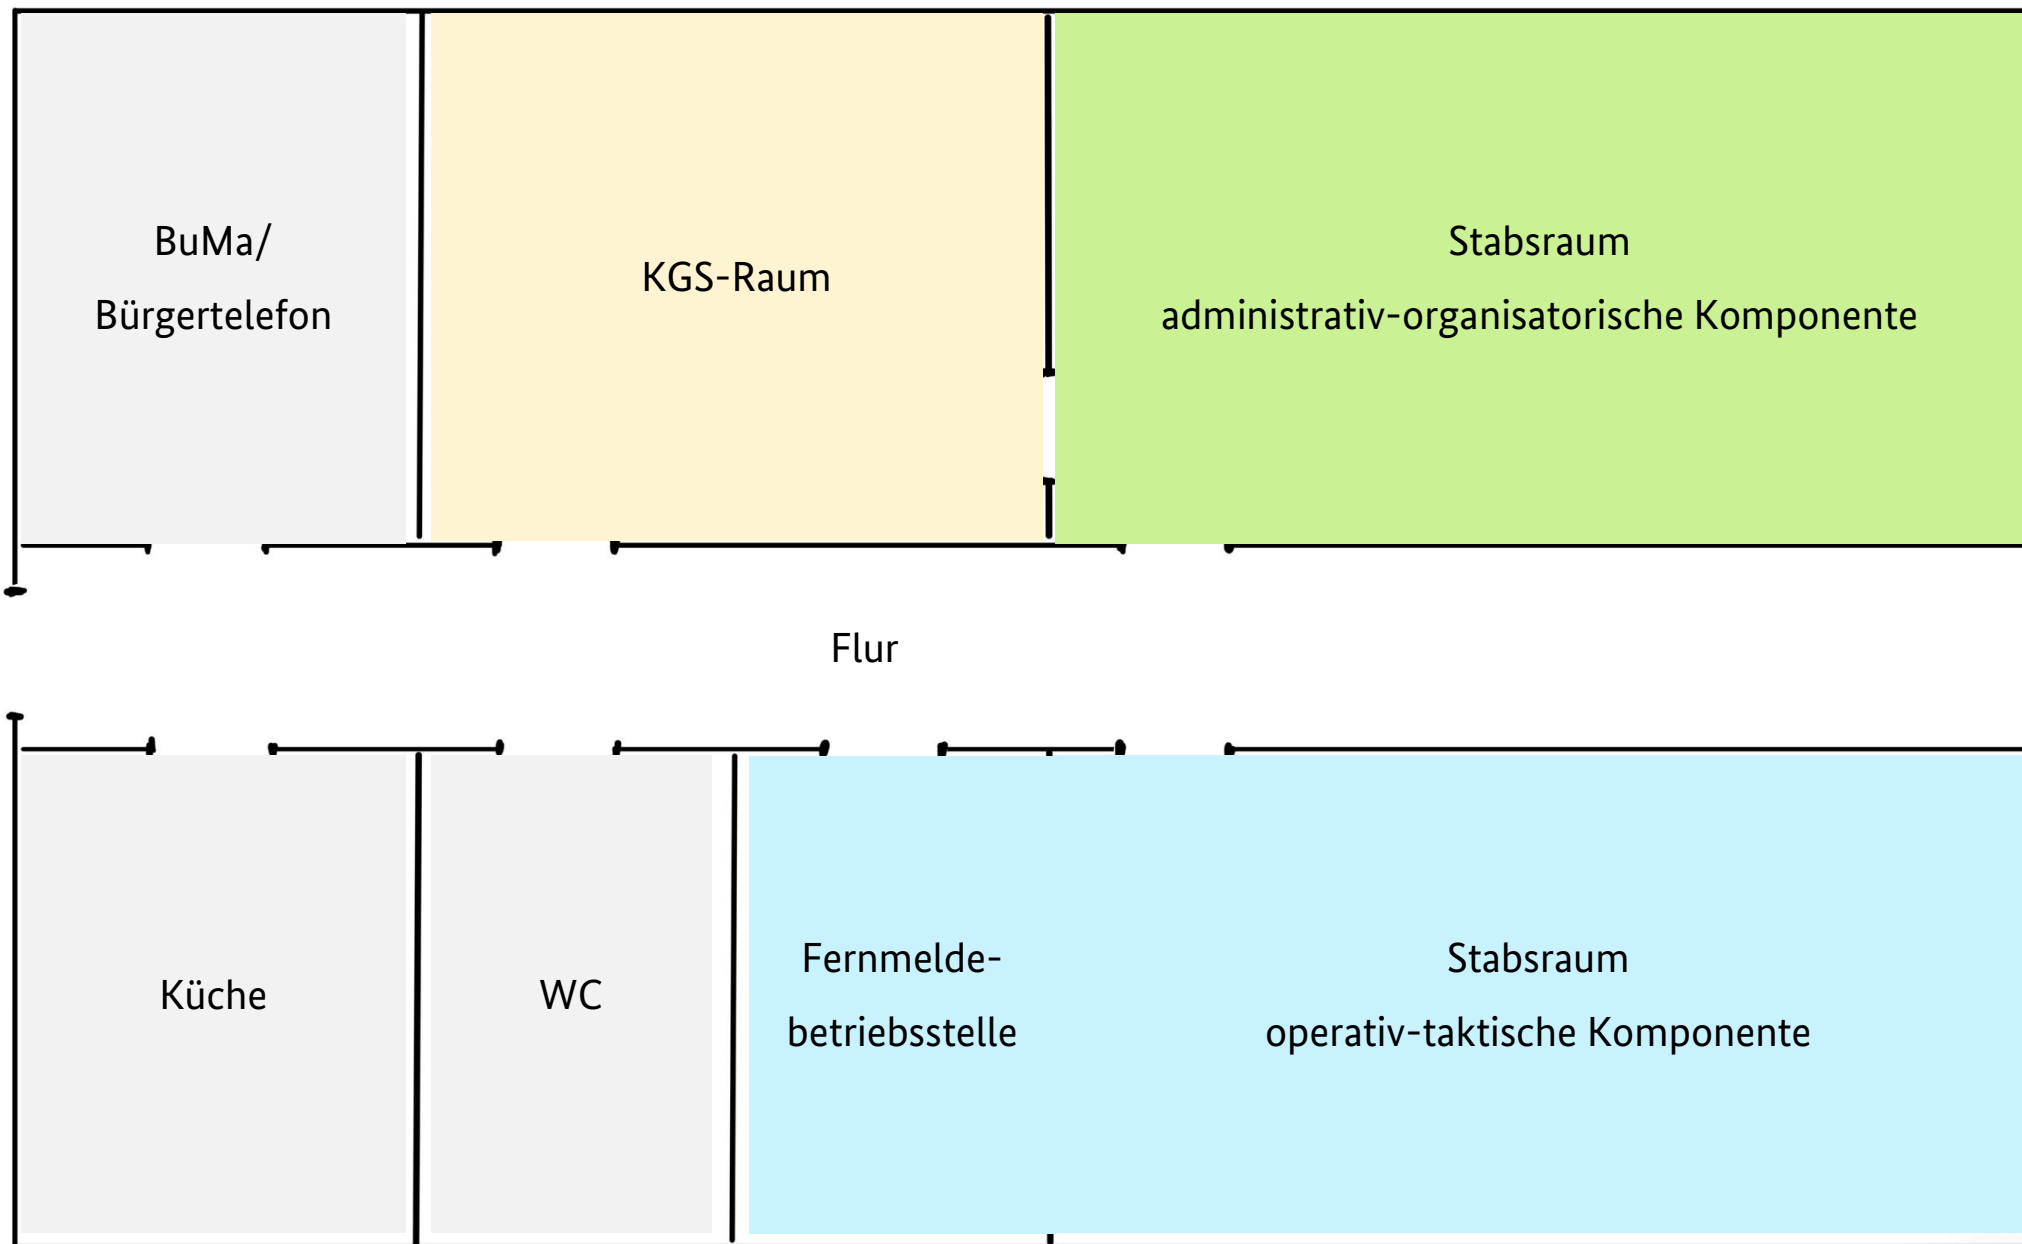 BuMa/
Bürgertelefon
KGS-Raum
Stabsraum
administrativ-organisatorische Komponente
Flur
Küche
WC
Fernmelde-
betriebsstelle
Stabsraum
operativ-taktische Komponente